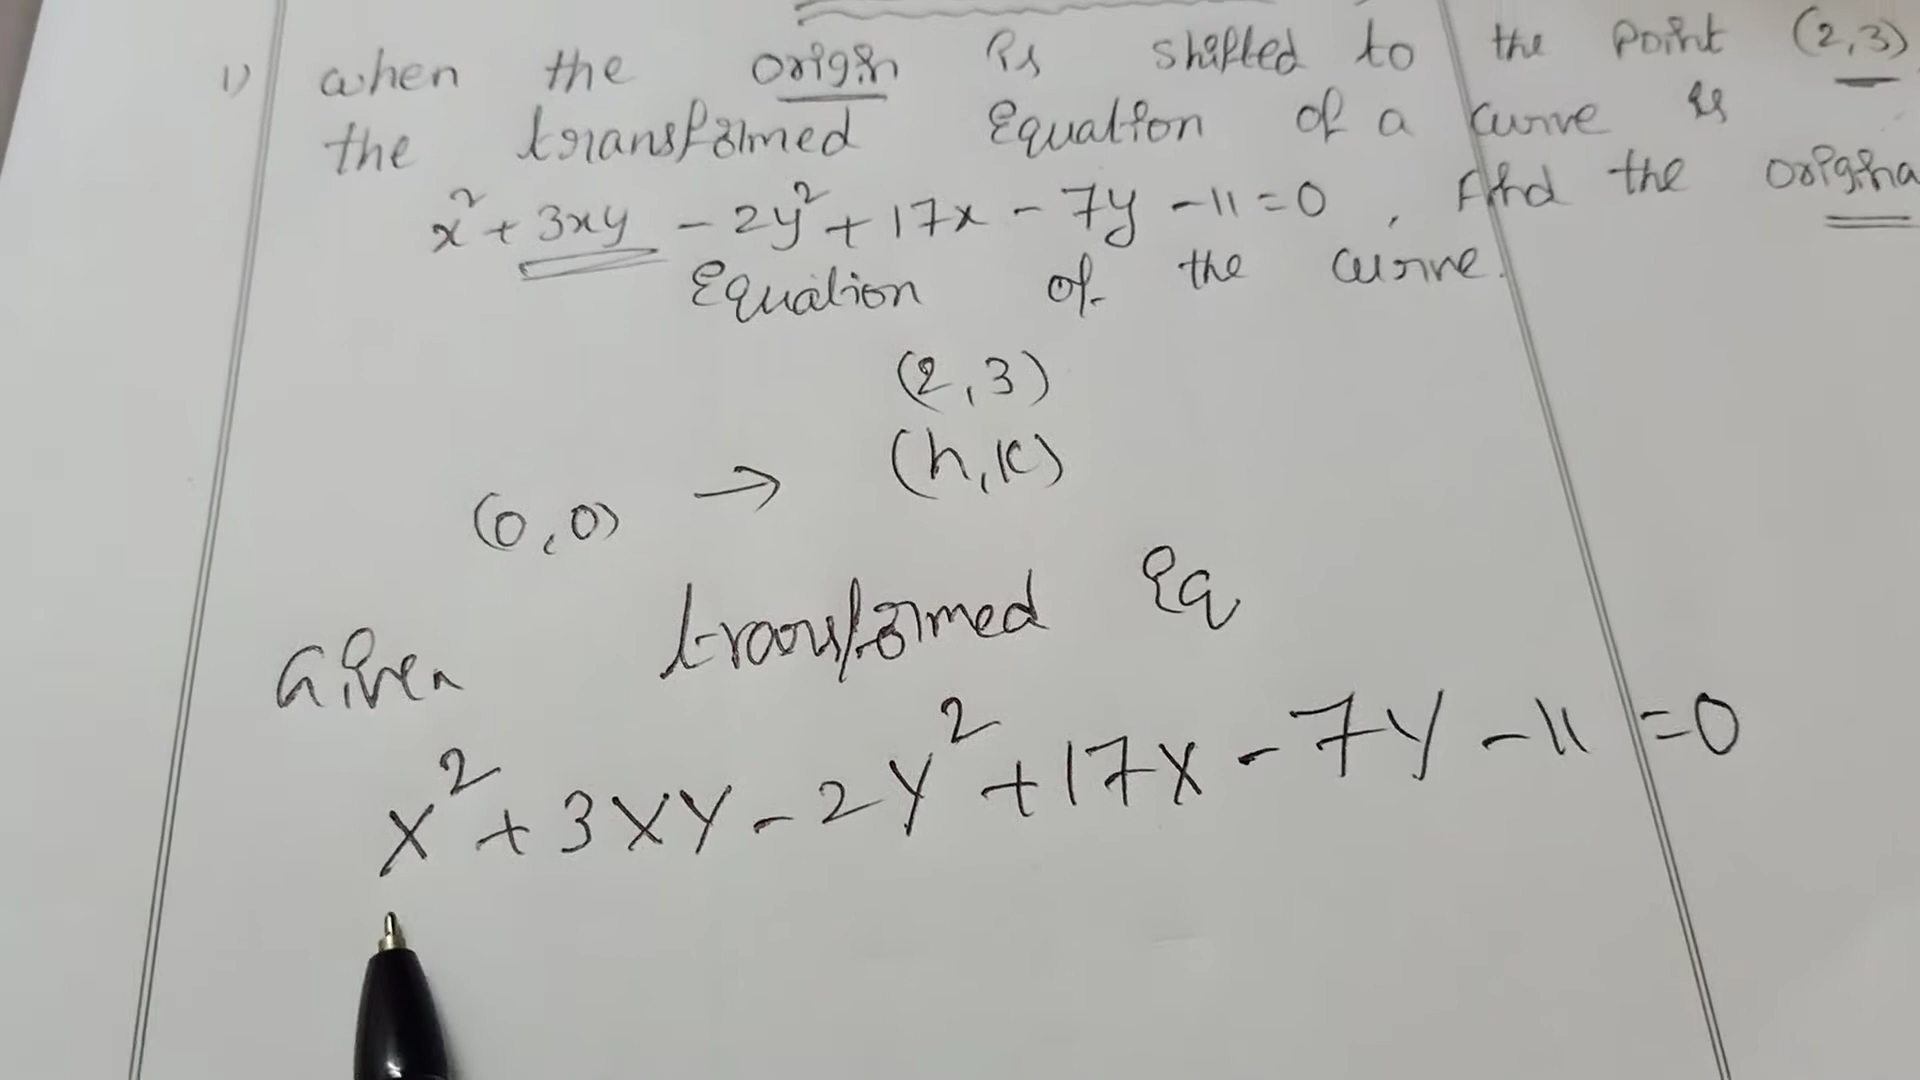 1) when the origin is shifted to the point (2,3)
the transformed Equation of a curve is
x² + 3xy - 2y² + 17x - 7y - 11 = 0, find the origina
Equation of the curve.
(2,3)
(0,0) → (h,k)
Given transformed Eq
X² + 3XY - 2Y² + 17X - 7Y - 11 = 0